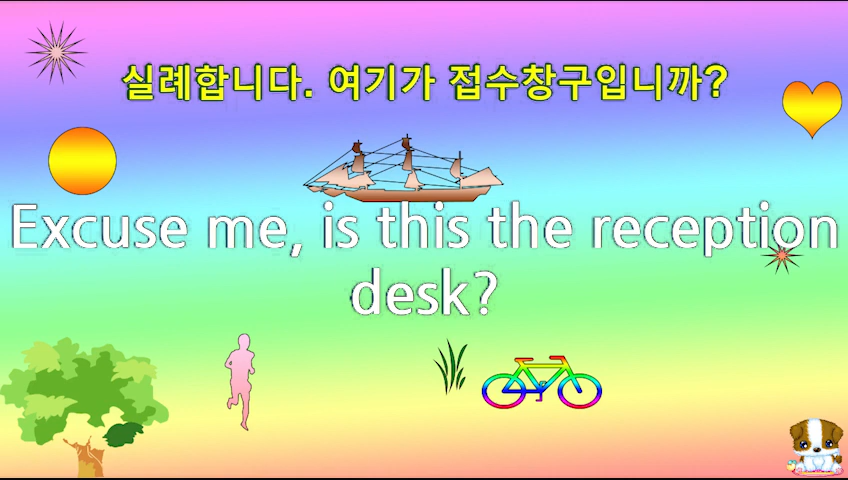 실례합니다. 여기가 접수창구입니까?
Excuse me, is this the reception
desk?